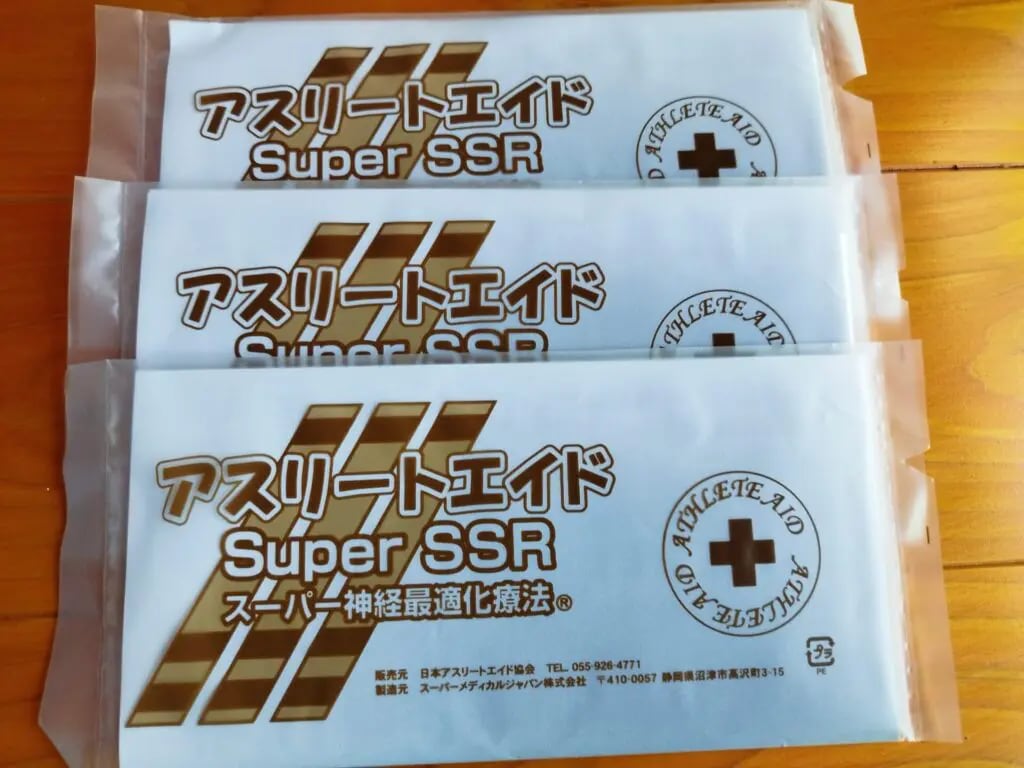 アスリートエイド
Super SSR
ATHLETE AID
アスリートエイド
Super SSR
ATHLETE AID
アスリートエイド
Super SSR
スーパー神経最適化療法®
ATHLETE AID ATHLETE AID
プラ
PE
販売元 日本アスリートエイド協会 TEL. 055-926-4771
製造元 スーパーメディカルジャパン株式会社 〒410-0057 静岡県沼津市高沢町3-15